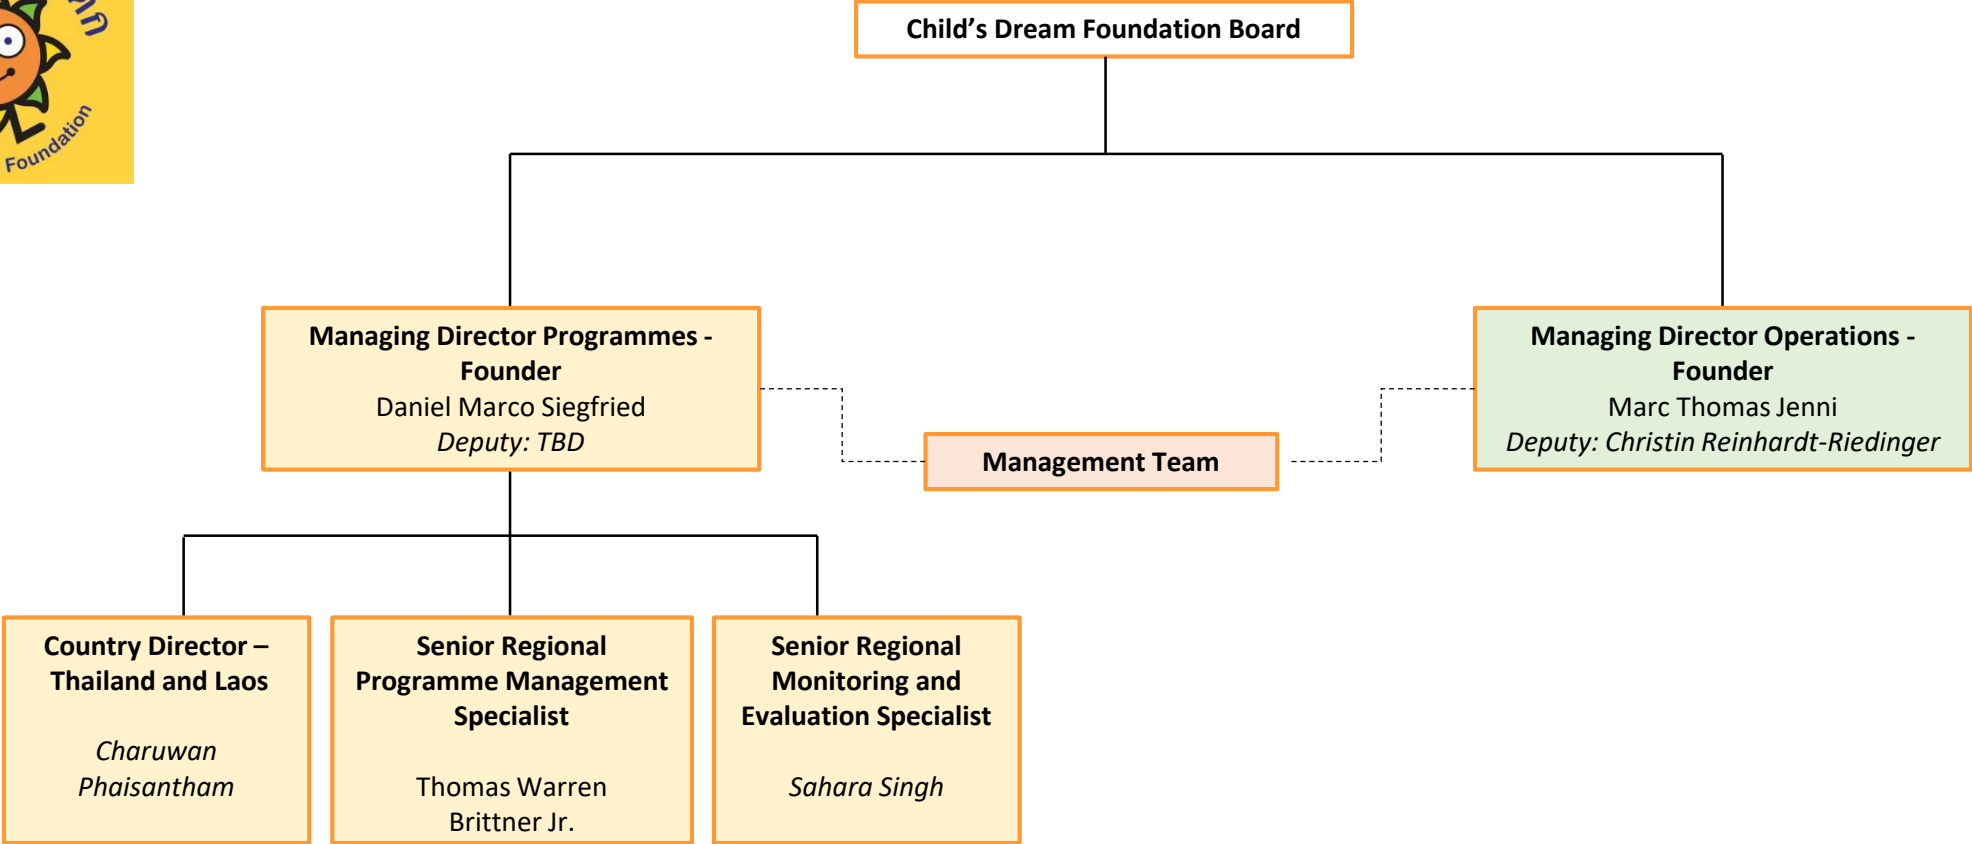 Foundation
Child’s Dream Foundation Board
Managing Director Programmes -
Founder
Daniel Marco Siegfried
Deputy: TBD
Managing Director Operations -
Founder
Marc Thomas Jenni
Deputy: Christin Reinhardt-Riedinger
Management Team
Country Director –
Thailand and Laos
Charuwan
Phaisantham
Senior Regional
Programme Management
Specialist
Thomas Warren
Brittner Jr.
Senior Regional
Monitoring and
Evaluation Specialist
Sahara Singh